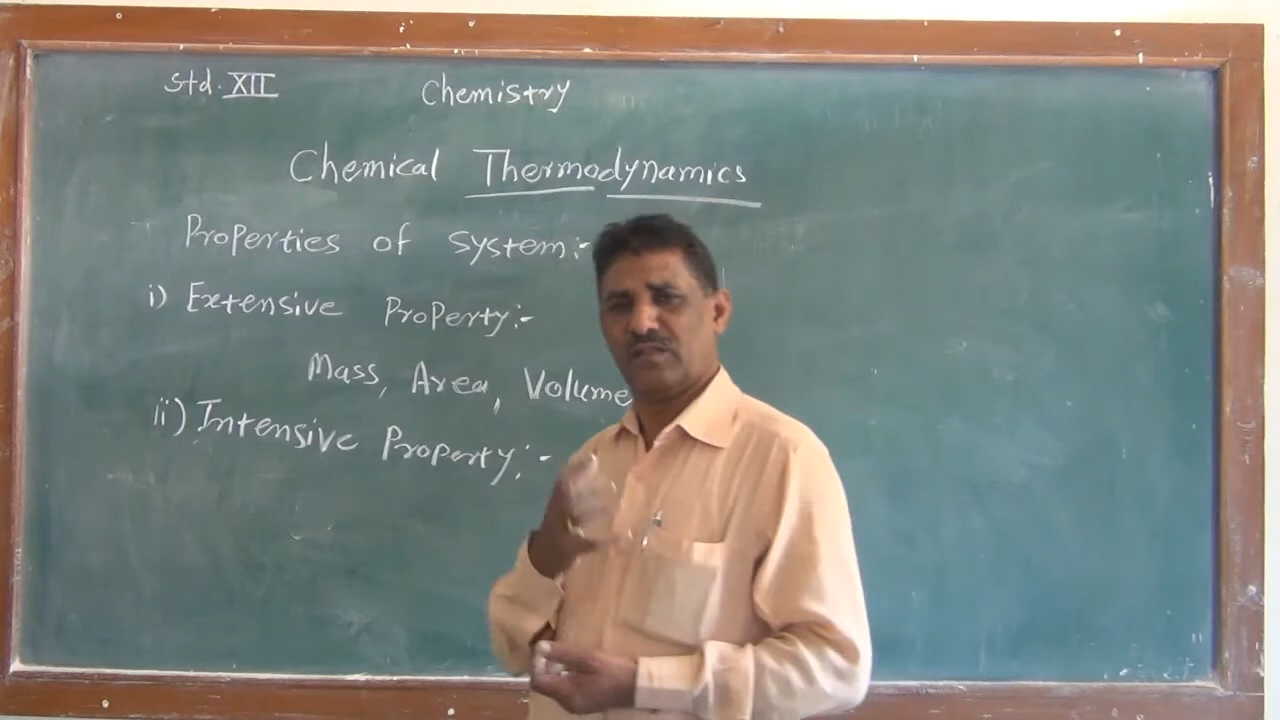 Std. XII
Chemistry
Chemical Thermodynamics
Properties of System:-
i) Extensive Property:-
Mass, Area, Volume
ii) Intensive Property:-